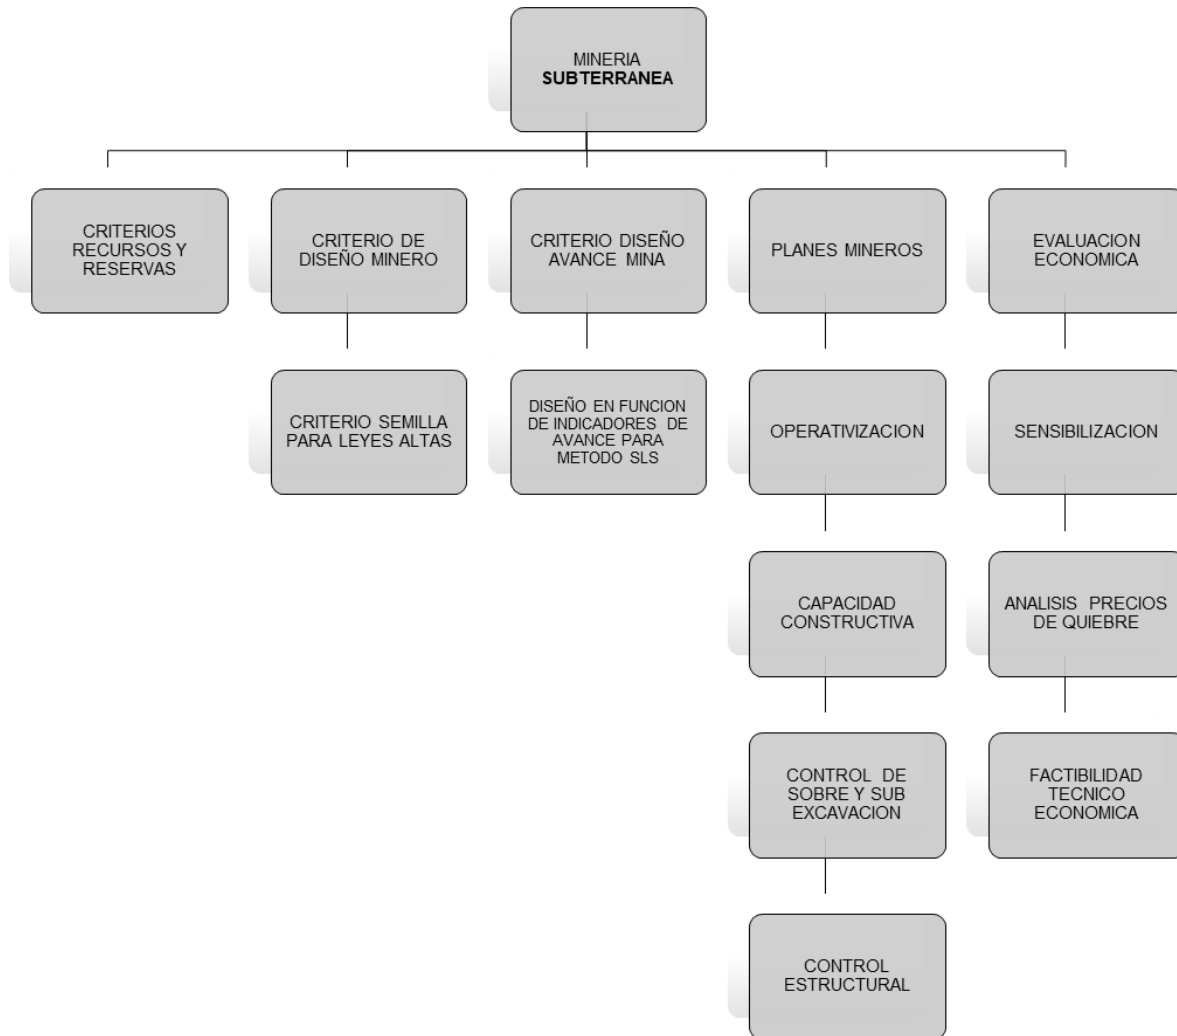 MINERIA
SUBTERRANEA
CRITERIOS
RECURSOS Y
RESERVAS
CRITERIO DE
DISEÑO MINERO
CRITERIO DISEÑO
AVANCE MINA
PLANES MINEROS
EVALUACION
ECONOMICA
CRITERIO SEMILLA
PARA LEYES ALTAS
DISEÑO EN FUNCION
DE INDICADORES DE
AVANCE PARA
METODO SLS
OPERATIVIZACION
SENSIBILIZACION
CAPACIDAD
CONSTRUCTIVA
ANALISIS PRECIOS
DE QUIEBRE
CONTROL DE
SOBRE Y SUB
EXCAVACION
FACTIBILIDAD
TECNICO
ECONOMICA
CONTROL
ESTRUCTURAL